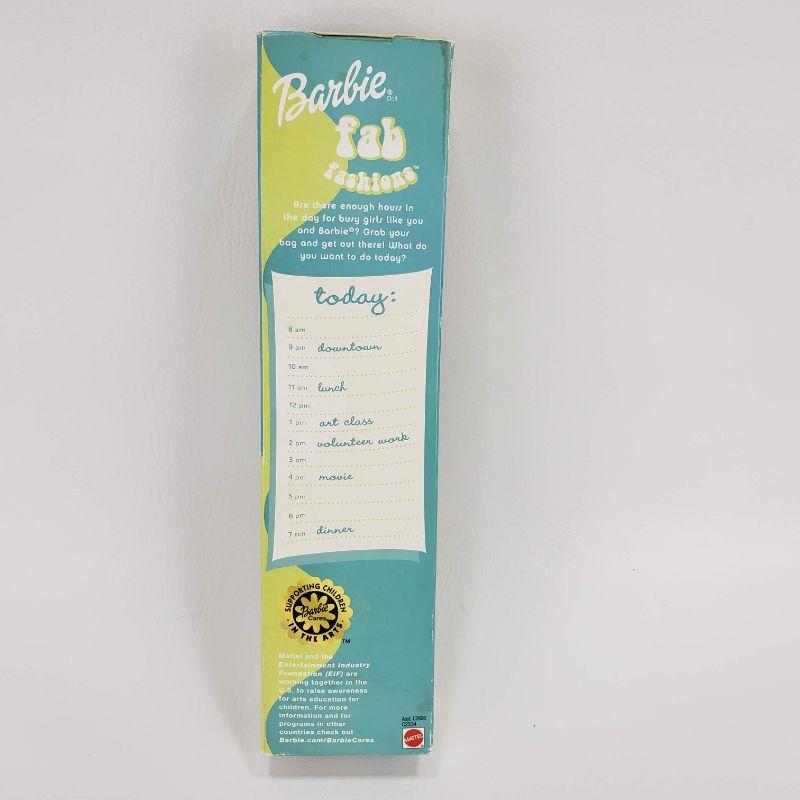 Barbie® Doll
fab
fashions™
Are there enough hours in
the day for busy girls like you
and Barbie®? Grab your
bag and get out there! What do
you want to do today?
today:
8 am
9 am downtown
10 am
11 am lunch
12 pm
1 pm art class
2 pm volunteer work
3 am
4 pm movie
5 pm
6 pm
7 pm dinner
SUPPORTING CHILDREN
Barbie
Cares
IN THE ARTS
TM
Mattel and the
Entertainment Industry
Foundation (EIF) are
working together in the
U.S. to raise awareness
for arts education for
children. For more
information and for
programs in other
countries check out
Barbie.com/BarbieCares
Asst.
C2534
MATTEL